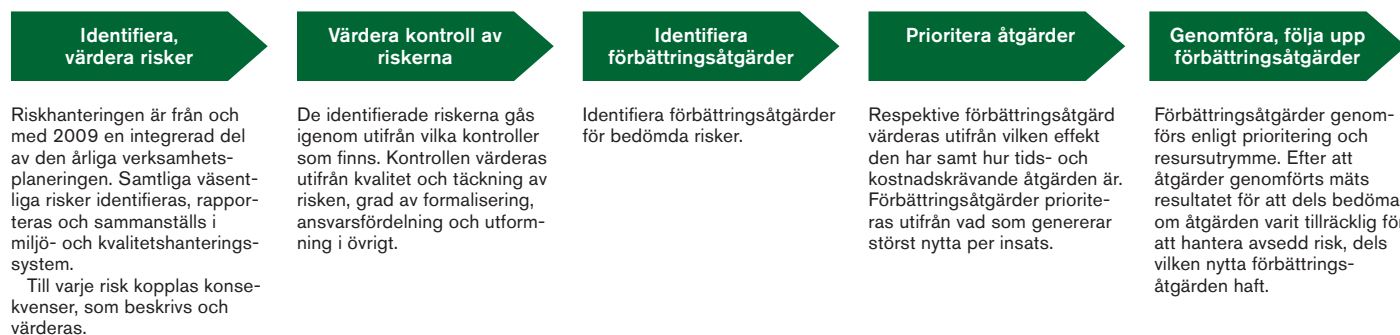 Identifiera,
värdera risker
Riskhanteringen är från och
med 2009 en integrerad del
av den årliga verksamhets-
planeringen. Samtliga väsent-
liga risker identifieras, rappor-
teras och sammanställs i
miljö- och kvalitetshanterings-
system.
Till varje risk kopplas konse-
kvenser, som beskrivs och
värderas.
Värdera kontroll av
riskerna
De identifierade riskerna gås
igenom utifrån vilka kontroller
som finns. Kontrollen värderas
utifrån kvalitet och täckning av
risken, grad av formalisering,
ansvarsfördelning och utform-
ning i övrigt.
Identifiera
förbättringsåtgärder
Identifiera förbättringsåtgärder
för bedömda risker.
Prioritera åtgärder
Respektive förbättringsåtgärd
värderas utifrån vilken effekt
den har samt hur tids- och
kostnadskrävande åtgärden är.
Förbättringsåtgärder priorite-
ras utifrån vad som genererar
störst nytta per insats.
Genomföra, följa upp
förbättringsåtgärder
Förbättringsåtgärder genom-
förs enligt prioritering och
resursutrymme. Efter att
åtgärder genomförts mäts
resultatet för att dels bedöma
om åtgärden varit tillräcklig för
att hantera avsedd risk, dels
vilken nytta förbättrings-
åtgärden haft.